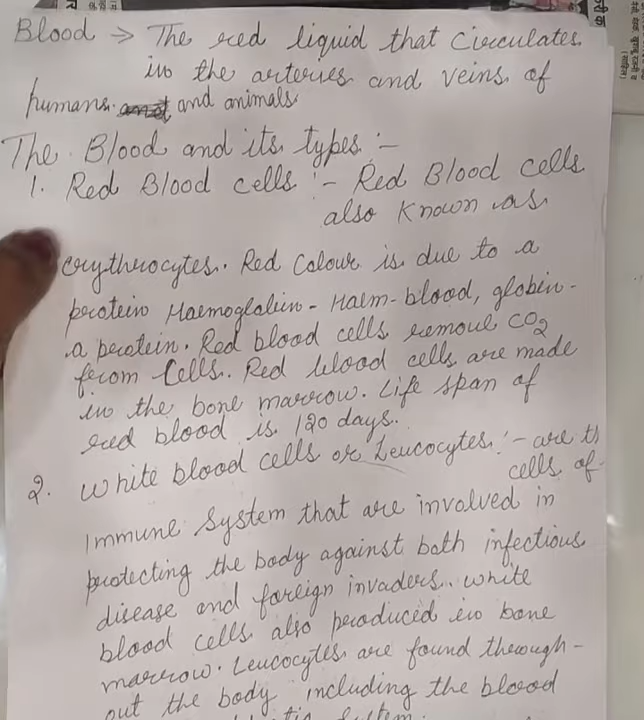 Blood → The red liquid that circulates
in the arteries and veins of
humans and and animals
The Blood and its types :-
1. Red Blood cells :- Red Blood cells
also known as
erythrocytes. Red Colour is due to a
protein Haemoglobin - Haem-blood, globin-
a protein. Red blood cells remove CO2
from Cells. Red blood cells are made
in the bone marrow. Life span of
red blood is 120 days.
2. White blood cells or Leucocytes :- are th
cells of
Immune System that are involved in
protecting the body against both infectious
disease and foreign invaders. White
blood cells also produced in bone
marrow. Leucocytes are found through-
out the body including the blood
System.